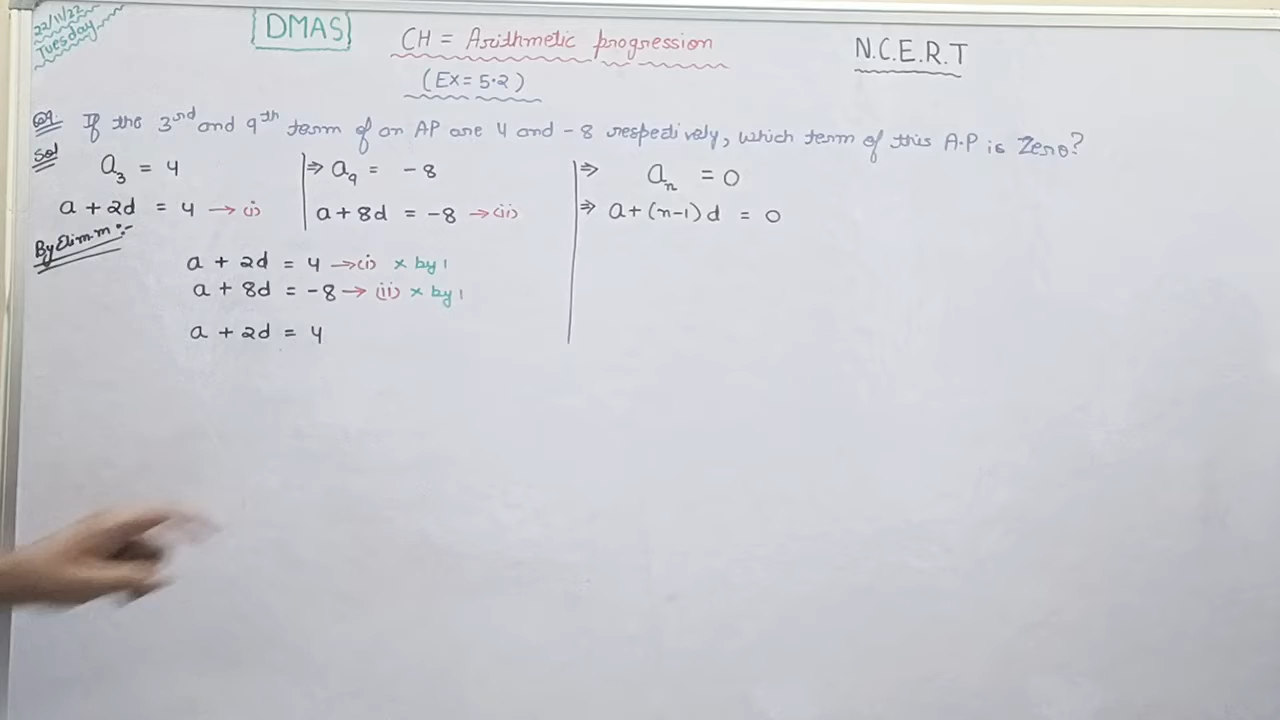 22/11/22
Tuesday
[DMAS]
CH = Arithmetic progression
(Ex = 5.2)
N.C.E.R.T
Q9. If the 3rd and 9th term of an AP are 4 and -8 respectively, which term of this A.P is Zero?
Sol
a₃ = 4
a + 2d = 4 → (i)
⇒ a₉ = -8
a + 8d = -8 → (ii)
⇒ aₙ = 0
⇒ a + (n-1) d = 0
By Elim.m :-
a + 2d = 4 → (i) × by 1
a + 8d = -8 → (ii) × by 1
a + 2d = 4